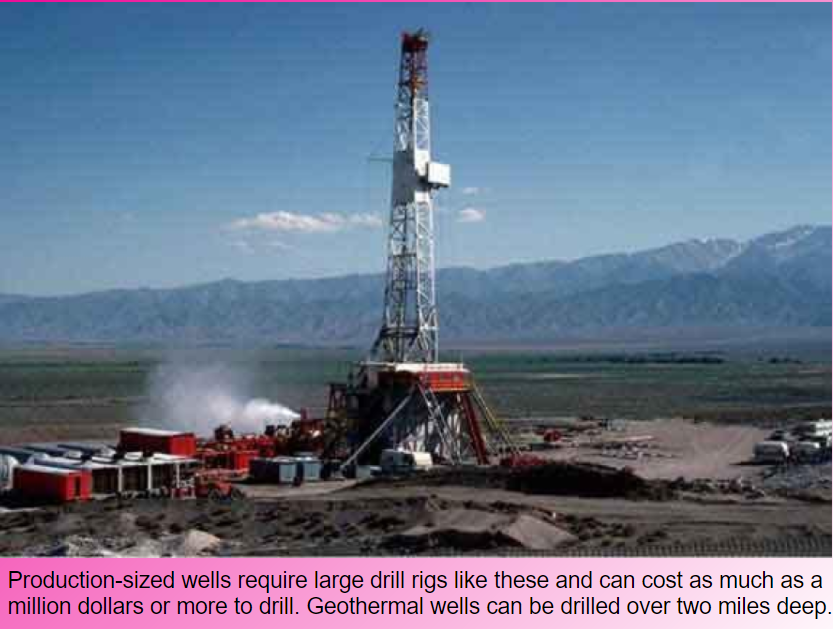 Production-sized wells require large drill rigs like these and can cost as much as a
million dollars or more to drill. Geothermal wells can be drilled over two miles deep.